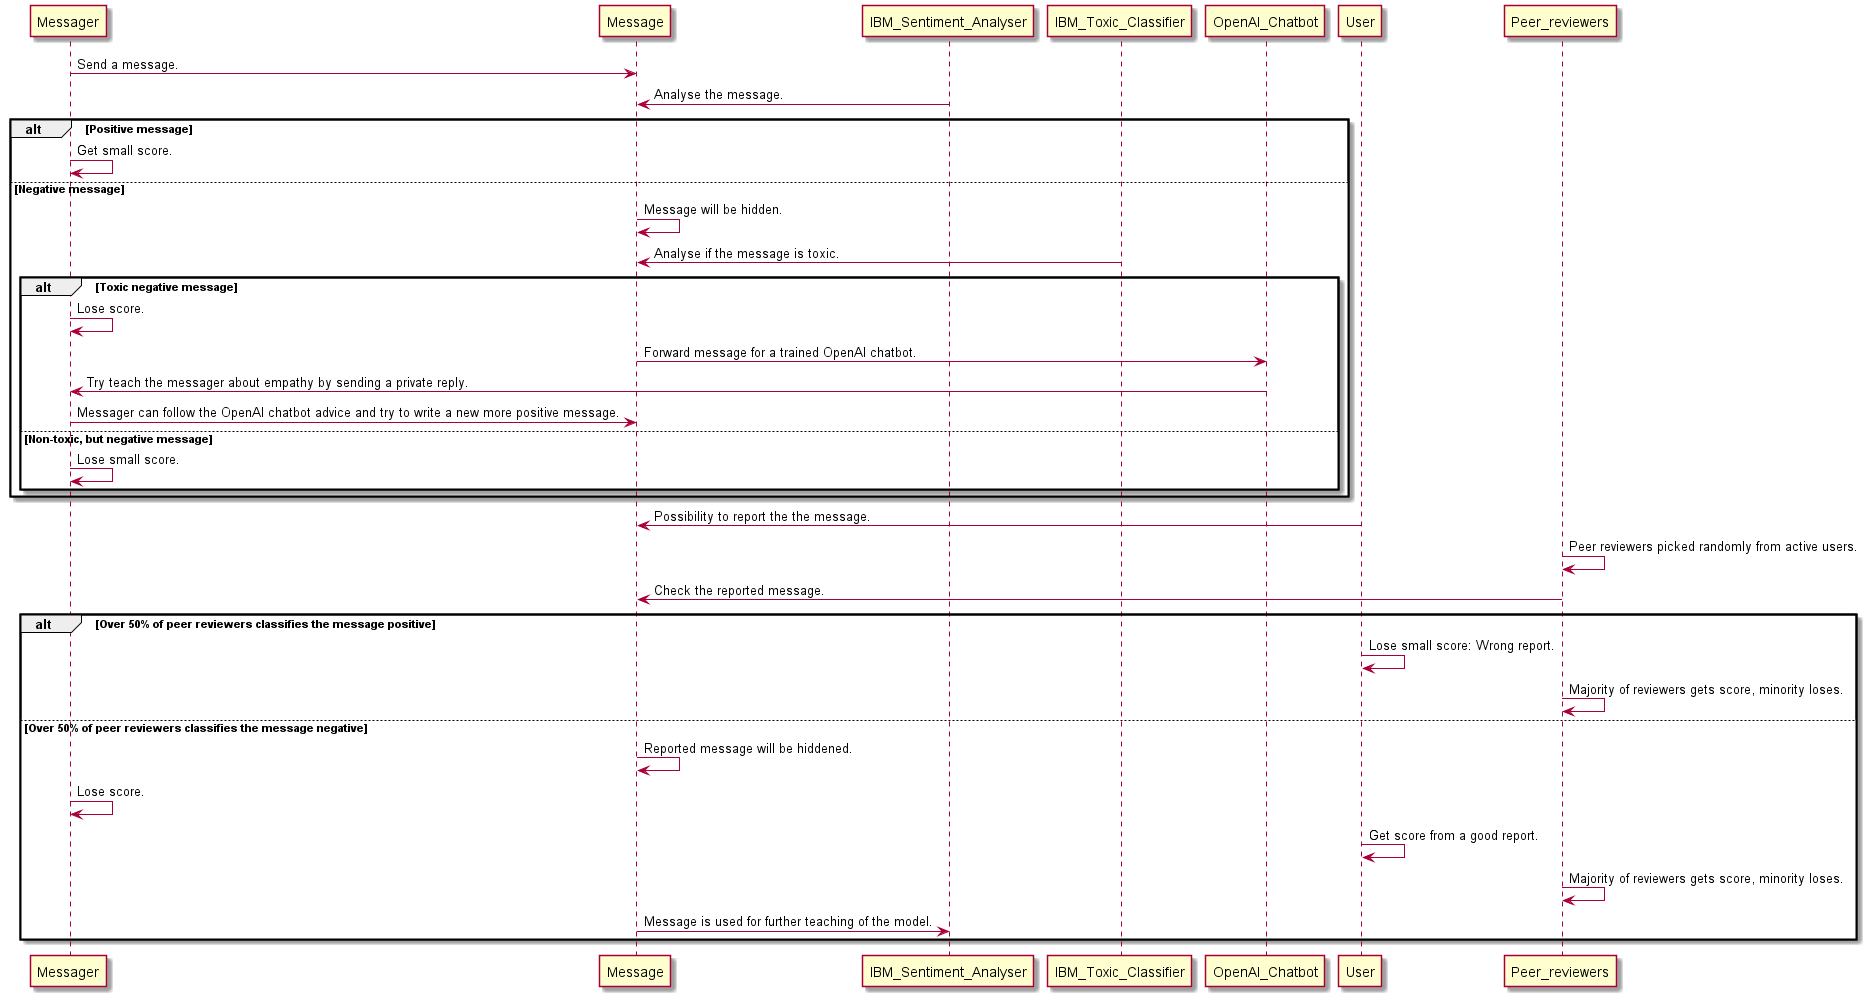 Messager Message IBM_Sentiment_Analyser IBM_Toxic_Classifier OpenAI_Chatbot User Peer_reviewers
Send a message.
Analyse the message.
alt [Positive message]
Get small score.
[Negative message]
Message will be hidden.
Analyse if the message is toxic.
alt [Toxic negative message]
Lose score.
Forward message for a trained OpenAI chatbot.
Try teach the messager about empathy by sending a private reply.
Messager can follow the OpenAI chatbot advice and try to write a new more positive message.
[Non-toxic, but negative message]
Lose small score.
Possibility to report the the message.
Peer reviewers picked randomly from active users.
Check the reported message.
alt [Over 50% of peer reviewers classifies the message positive]
Lose small score: Wrong report.
Majority of reviewers gets score, minority loses.
[Over 50% of peer reviewers classifies the message negative]
Reported message will be hiddened.
Lose score.
Get score from a good report.
Majority of reviewers gets score, minority loses.
Message is used for further teaching of the model.
Messager Message IBM_Sentiment_Analyser IBM_Toxic_Classifier OpenAI_Chatbot User Peer_reviewers